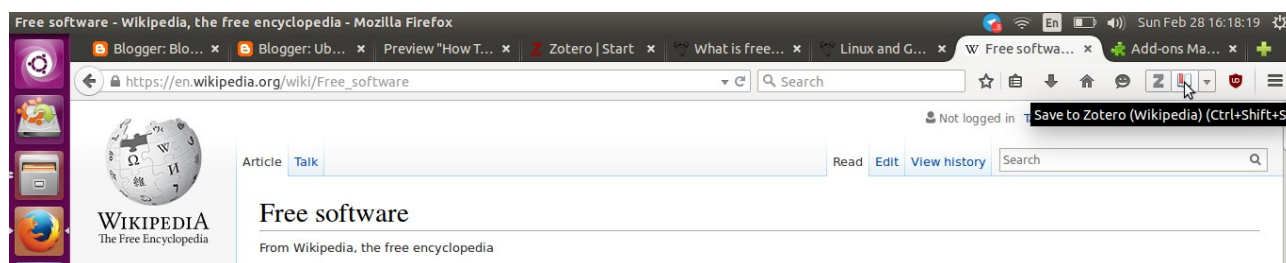 Free software - Wikipedia, the free encyclopedia - Mozilla Firefox En Sun Feb 28 16:18:19
Blogger: Blo... × Blogger: Ub... × Preview "How T... × Z Zotero | Start × What is free... × Linux and G... × W Free softwa... × Add-ons Ma... ×
https://en.wikipedia.org/wiki/Free_software Search Z
Not logged in Save to Zotero (Wikipedia) (Ctrl+Shift+S
Article Talk Read Edit View history Search
WIKIPEDIA
The Free Encyclopedia
Free software
From Wikipedia, the free encyclopedia